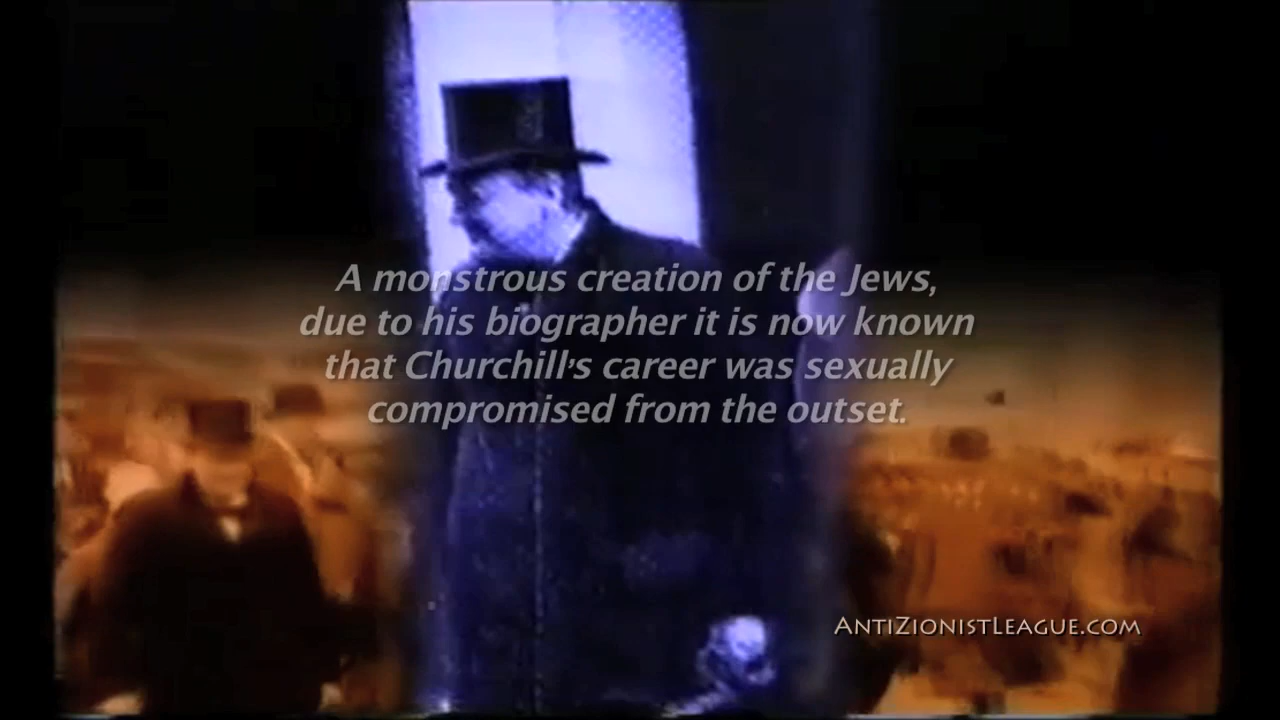 A monstrous creation of the Jews,
due to his biographer it is now known
that Churchill's career was sexually
compromised from the outset.
AntiZionistLeague.com